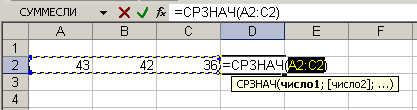 СУММЕСЛИ =СРЗНАЧ(A2:C2)
A B C D E F
1
2 43 42 36 =СРЗНАЧ(A2:C2)
3 СРЗНАЧ(число1; [число2]; ...)
4